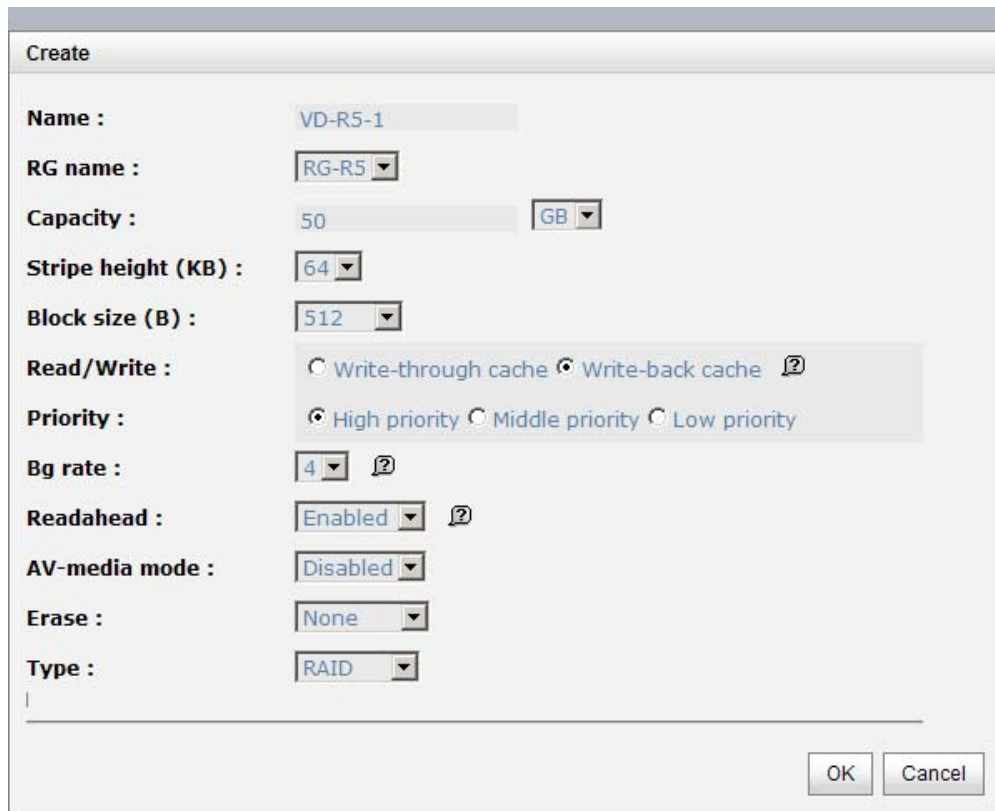 Create
Name : VD-R5-1
RG name : RG-R5
Capacity : 50 GB
Stripe height (KB) : 64
Block size (B) : 512
Read/Write : Write-through cache Write-back cache ?
Priority : High priority Middle priority Low priority
Bg rate : 4 ?
Readahead : Enabled ?
AV-media mode : Disabled
Erase : None
Type : RAID
OK Cancel